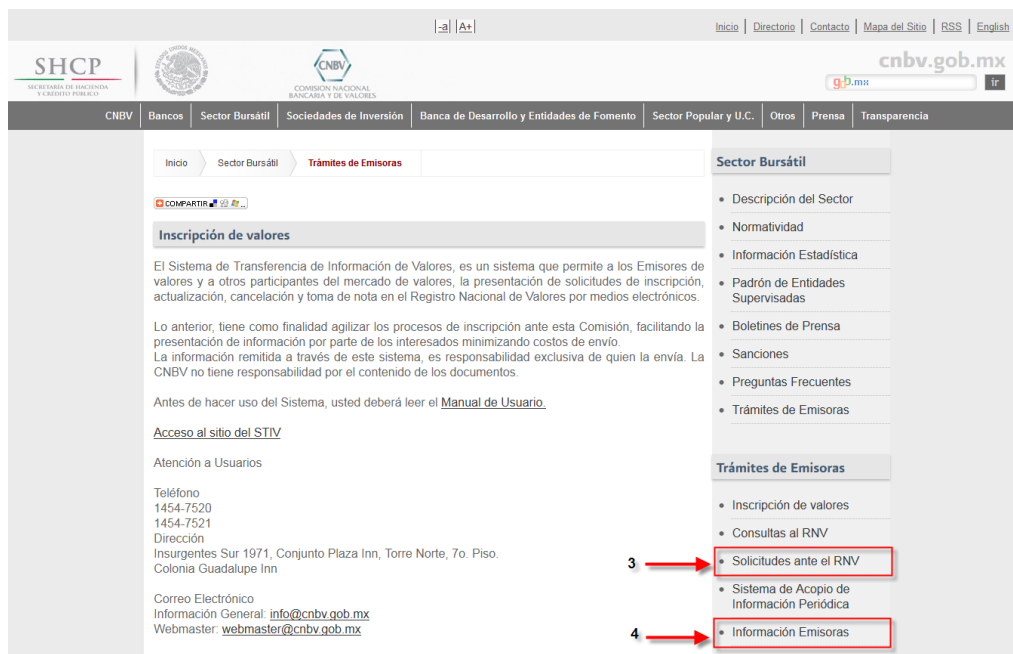 -a A+
Inicio Directorio Contacto Mapa del Sitio RSS English
SHCP
SECRETARÍA DE HACIENDA
Y CRÉDITO PÚBLICO
ESTADOS UNIDOS MEXICANOS
CNBV
COMISION NACIONAL
BANCARIA Y DE VALORES
cnbv.gob.mx
gob.mx ir
CNBV Bancos Sector Bursátil Sociedades de Inversión Banca de Desarrollo y Entidades de Fomento Sector Popular y U.C. Otros Prensa Transparencia
Inicio Sector Bursátil Tràmites de Emisoras
COMPARTIR ...
Inscripción de valores
El Sistema de Transferencia de Información de Valores, es un sistema que permite a los Emisores de
valores y a otros participantes del mercado de valores, la presentación de solicitudes de inscripción,
actualización, cancelación y toma de nota en el Registro Nacional de Valores por medios electrónicos.
Lo anterior, tiene como finalidad agilizar los procesos de inscripción ante esta Comisión, facilitando la
presentación de información por parte de los interesados minimizando costos de envío.
La información remitida a través de este sistema, es responsabilidad exclusiva de quien la envía. La
CNBV no tiene responsabilidad por el contenido de los documentos.
Antes de hacer uso del Sistema, usted deberá leer el Manual de Usuario.
Acceso al sitio del STIV
Atención a Usuarios
Teléfono
1454-7520
1454-7521
Dirección
Insurgentes Sur 1971, Conjunto Plaza Inn, Torre Norte, 7o. Piso.
Colonia Guadalupe Inn
Correo Electrónico
Información General: info@cnbv.gob.mx
Webmaster: webmaster@cnbv.gob.mx
Sector Bursátil
• Descripción del Sector
• Normatividad
• Información Estadística
• Padrón de Entidades
Supervisadas
• Boletines de Prensa
• Sanciones
• Preguntas Frecuentes
• Trámites de Emisoras
Trámites de Emisoras
• Inscripción de valores
• Consultas al RNV
3 • Solicitudes ante el RNV
• Sistema de Acopio de
Información Periódica
4 • Información Emisoras